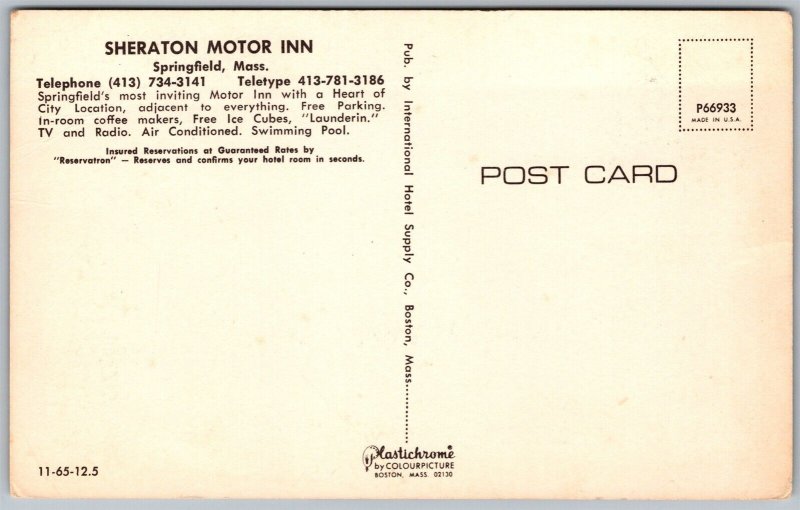 SHERATON MOTOR INN
Springfield, Mass.
Telephone (413) 734-3141 Teletype 413-781-3186
Springfield's most inviting Motor Inn with a Heart of
City Location, adjacent to everything. Free Parking.
In-room coffee makers, Free Ice Cubes, "Launderin."
TV and Radio. Air Conditioned. Swimming Pool.
Insured Reservations at Guaranteed Rates by
"Reservatron" — Reserves and confirms your hotel room in seconds.
11-65-12.5
Pub. by International Hotel Supply Co., Boston, Mass.
Plastichrome
by COLOURPICTURE
BOSTON, MASS. 02130
P66933
MADE IN U.S.A.
POST CARD